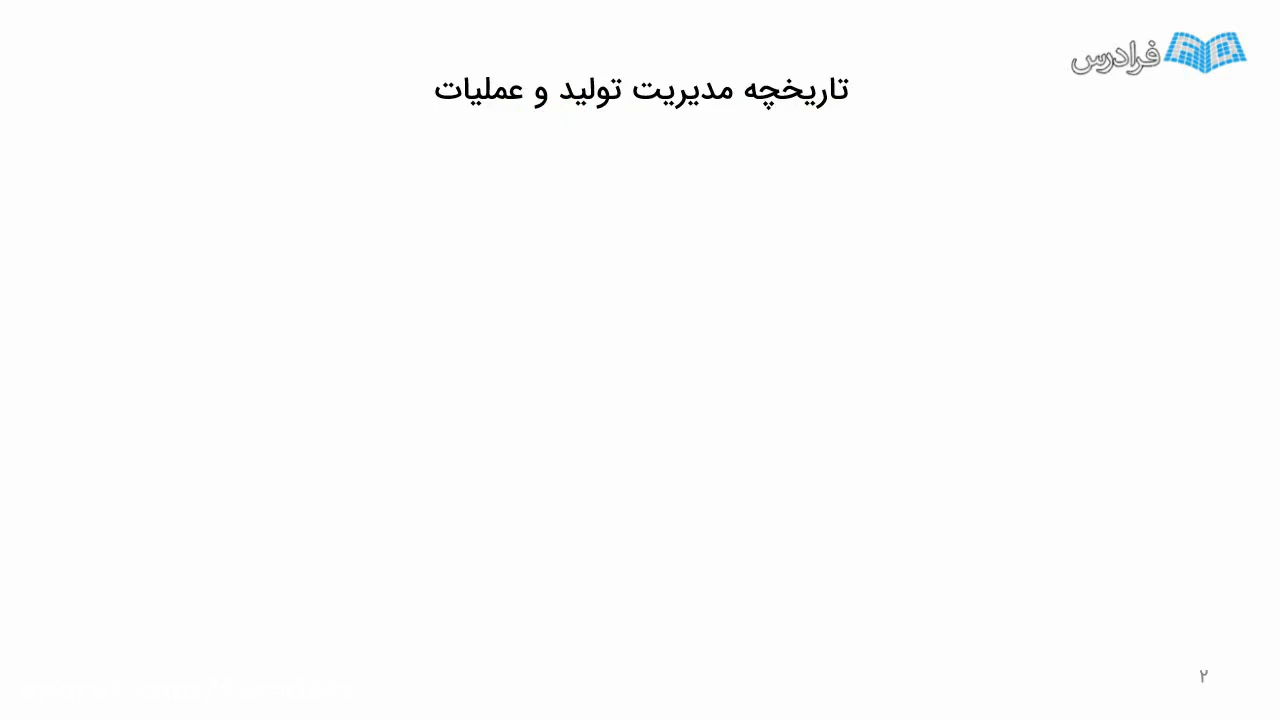 فرادرس
تاریخچه مدیریت تولید و عملیات
۲